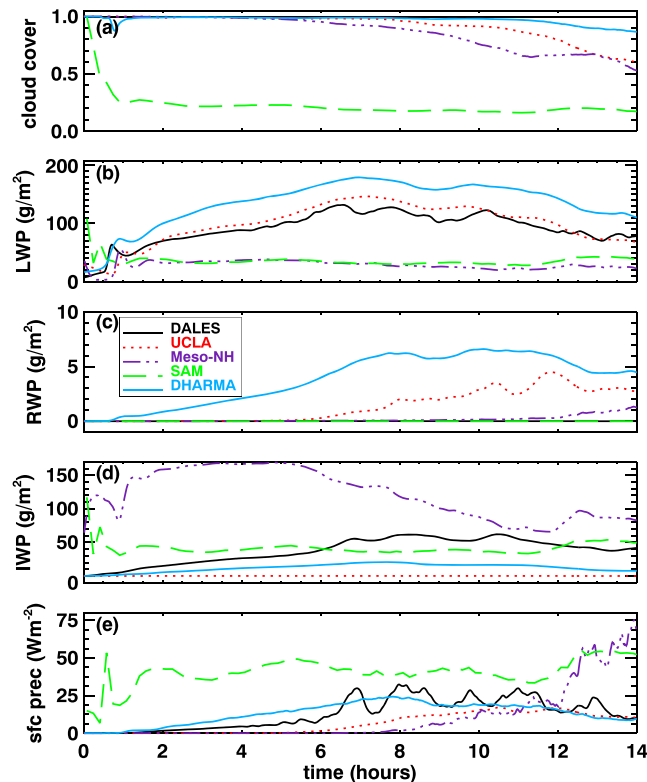 (a)
cloud cover
1.0
0.5
0.0
(b)
LWP (g/m²)
200
100
0
(c)
RWP (g/m²)
10
5
0
DALES
UCLA
Meso-NH
SAM
DHARMA
(d)
IWP (g/m²)
150
100
50
0
(e)
sfc prec (Wm⁻²)
75
50
25
0
0 2 4 6 8 10 12 14
time (hours)